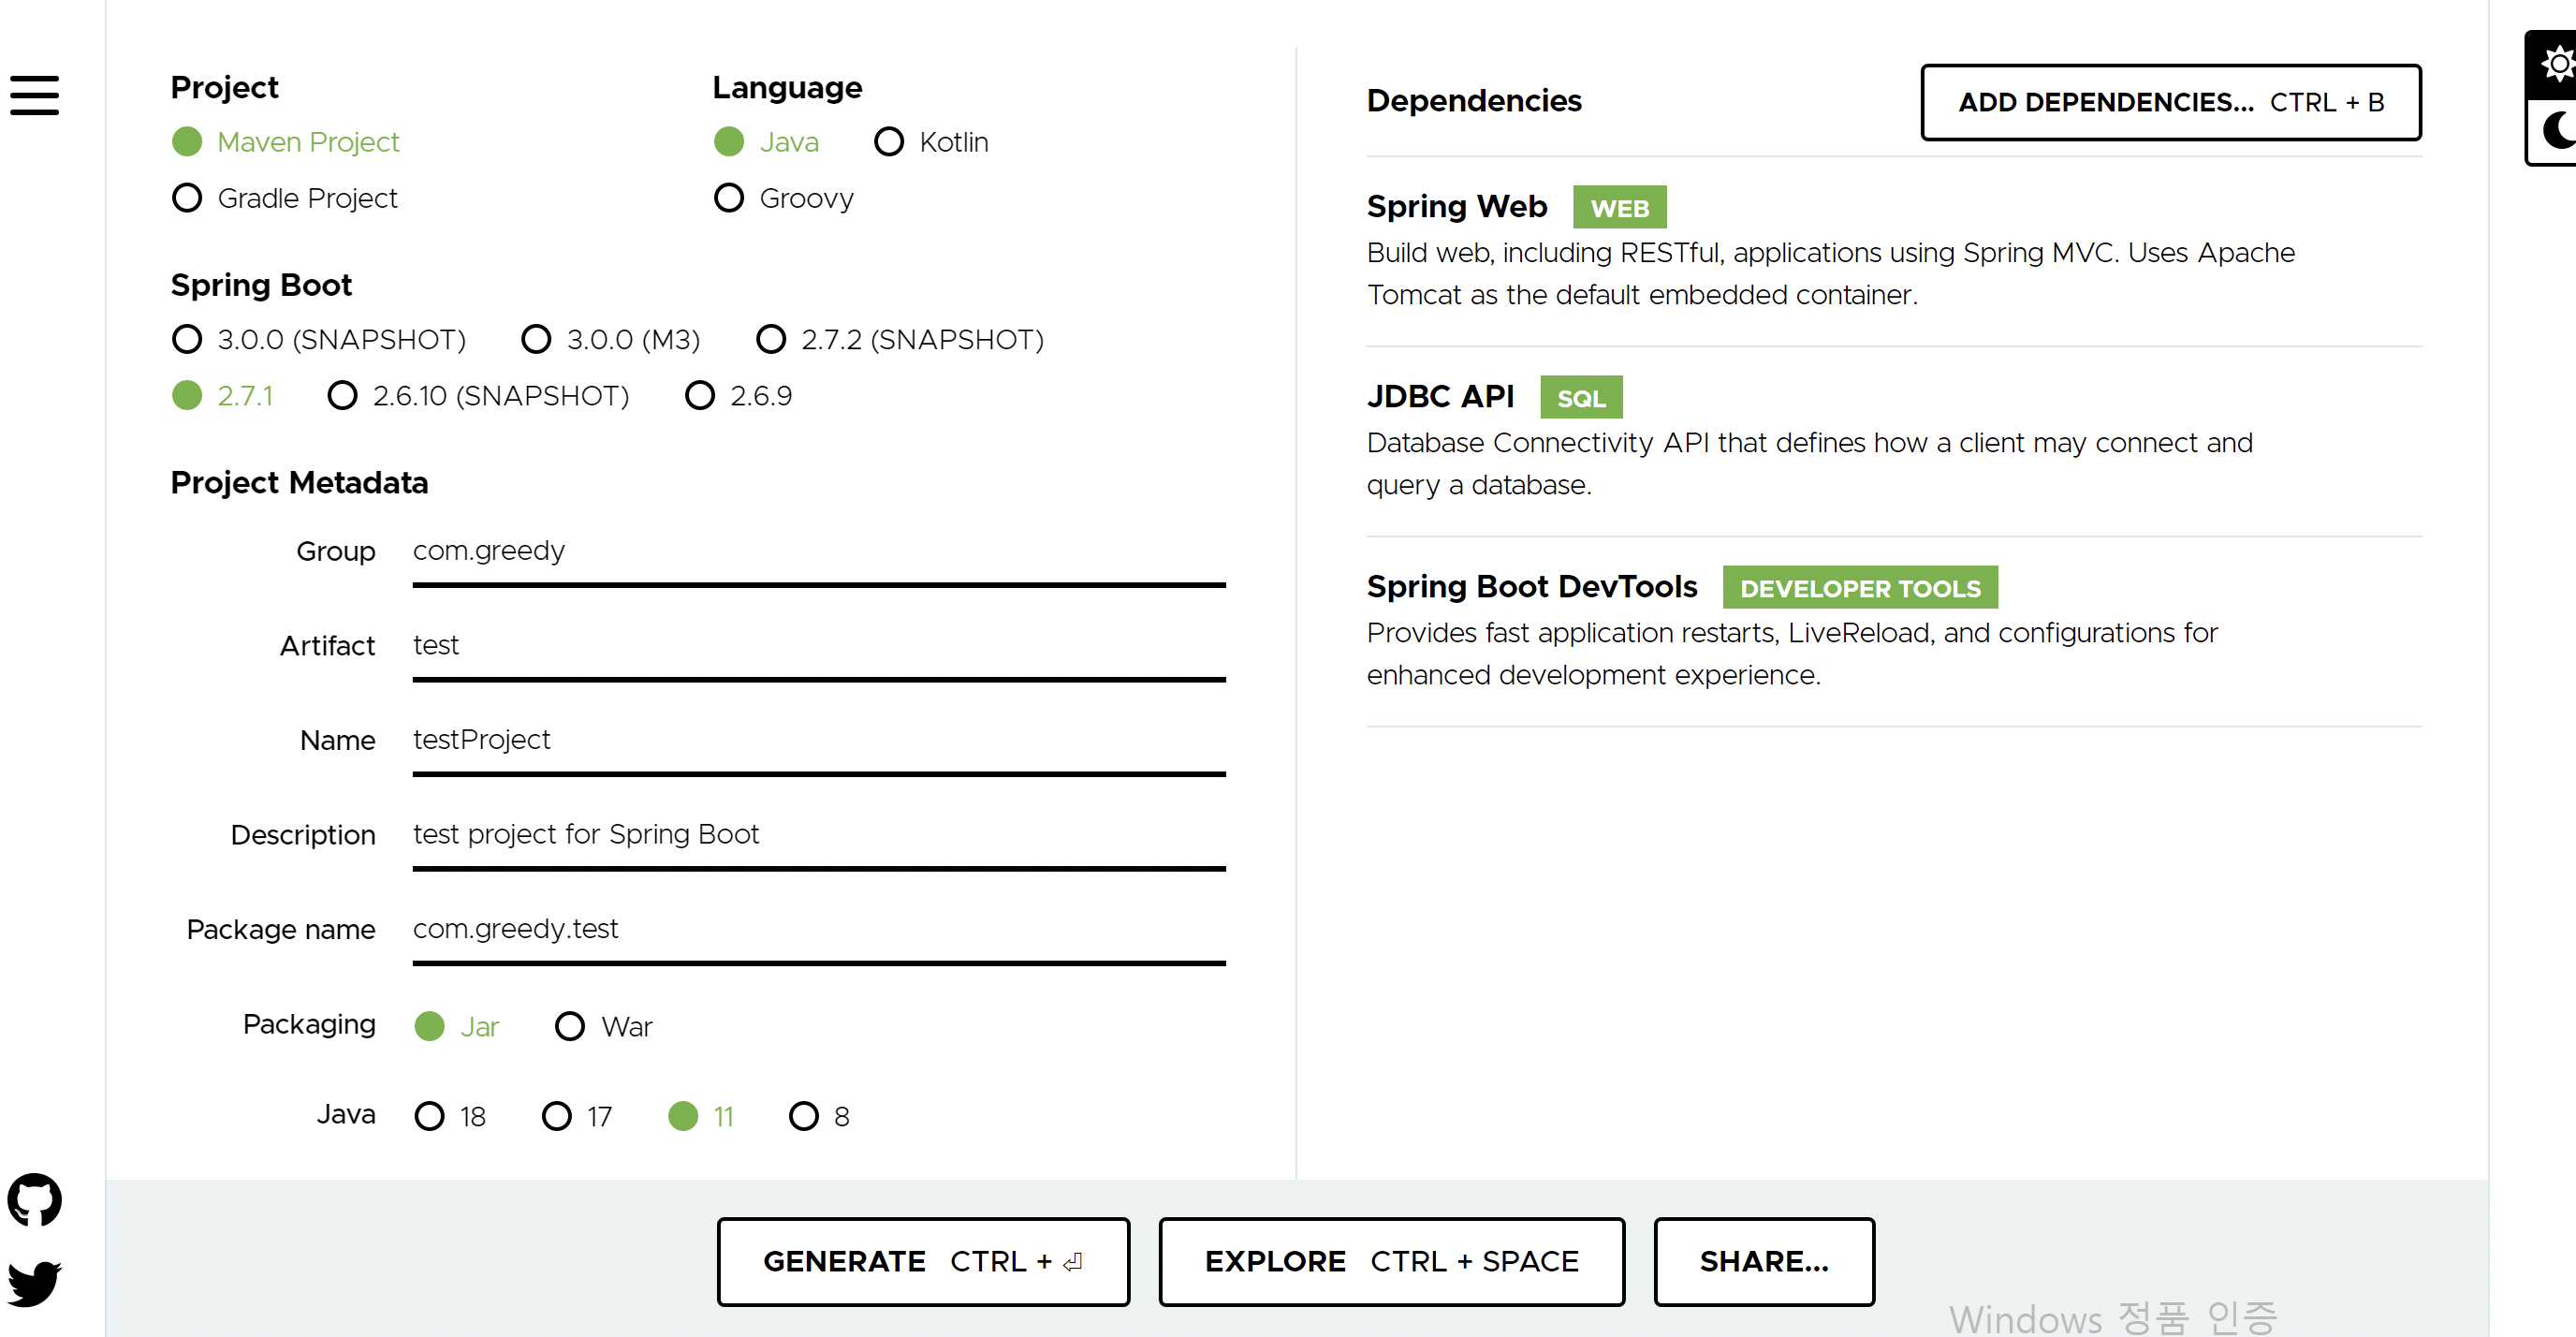 Project
Maven Project
Gradle Project
Language
Java Kotlin
Groovy
Spring Boot
3.0.0 (SNAPSHOT) 3.0.0 (M3) 2.7.2 (SNAPSHOT)
2.7.1 2.6.10 (SNAPSHOT) 2.6.9
Project Metadata
Group com.greedy
Artifact test
Name testProject
Description test project for Spring Boot
Package name com.greedy.test
Packaging Jar War
Java 18 17 11 8
Dependencies
ADD DEPENDENCIES... CTRL + B
Spring Web WEB
Build web, including RESTful, applications using Spring MVC. Uses Apache
Tomcat as the default embedded container.
JDBC API SQL
Database Connectivity API that defines how a client may connect and
query a database.
Spring Boot DevTools DEVELOPER TOOLS
Provides fast application restarts, LiveReload, and configurations for
enhanced development experience.
GENERATE CTRL + ⏎
EXPLORE CTRL + SPACE
SHARE...
Windows 정품 인증